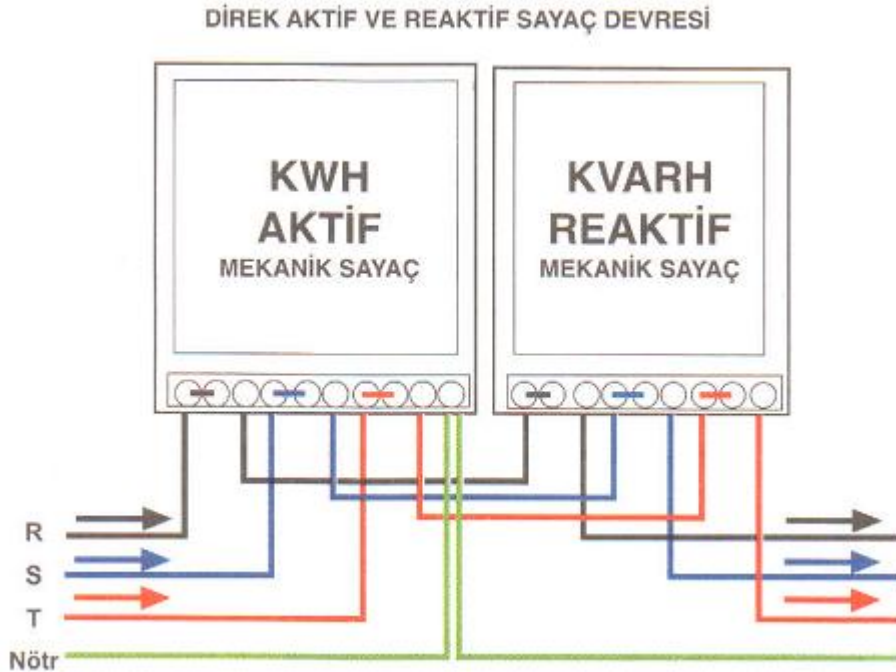 DİREK AKTİF VE REAKTİF SAYAÇ DEVRESİ
KWH
AKTİF
MEKANİK SAYAÇ
KVARH
REAKTİF
MEKANİK SAYAÇ
R
S
T
Nötr